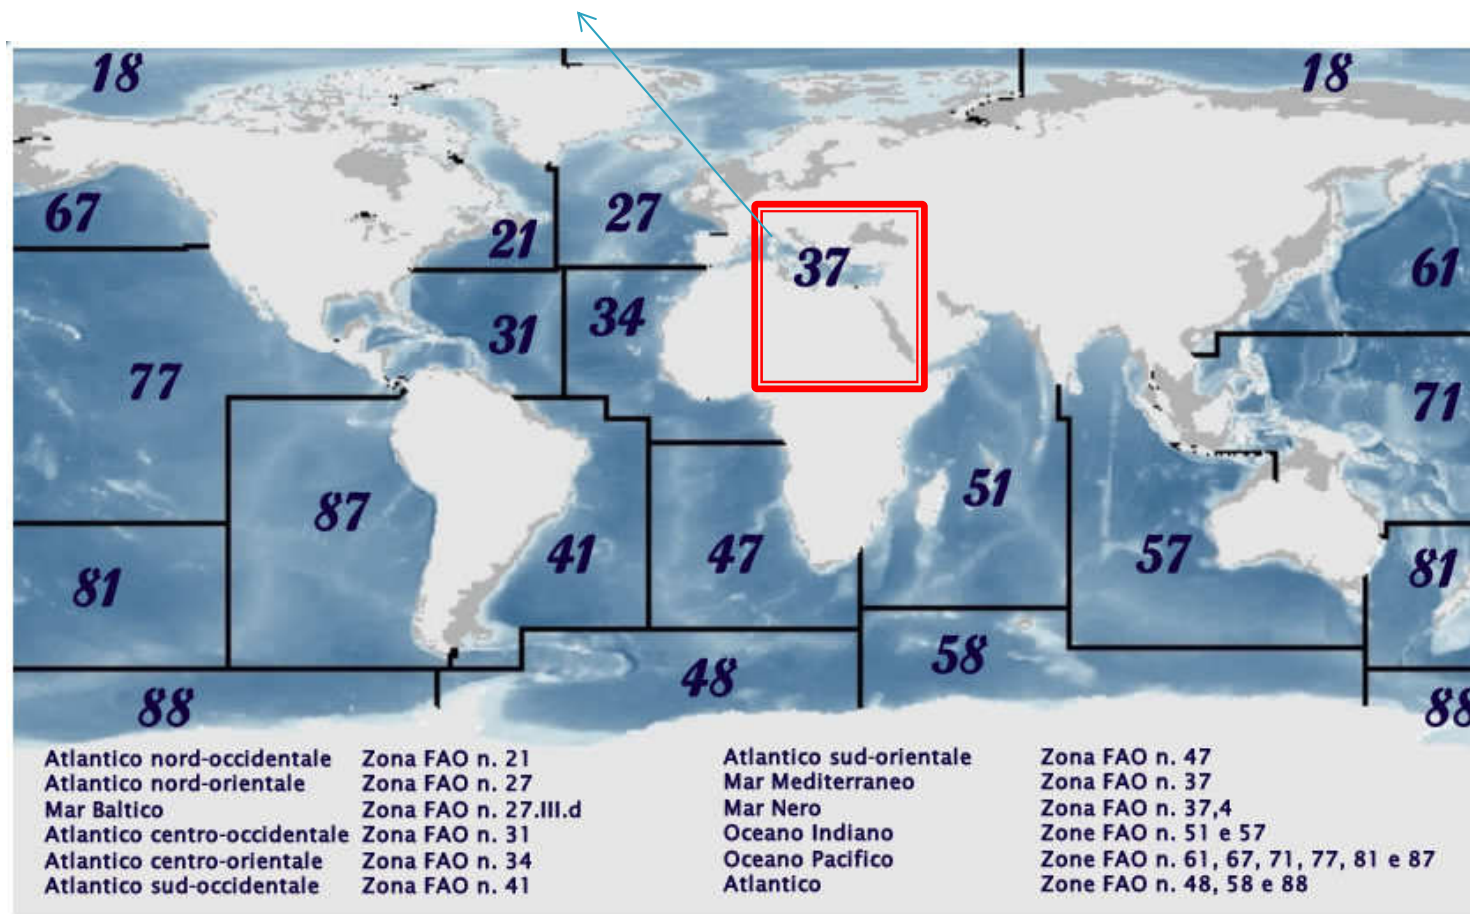 18
18
67
27
21
37
61
34
31
77
71
51
87
41
47
57
81
81
58
48
88
88
Atlantico nord-occidentale Zona FAO n. 21
Atlantico nord-orientale Zona FAO n. 27
Mar Baltico Zona FAO n. 27.III.d
Atlantico centro-occidentale Zona FAO n. 31
Atlantico centro-orientale Zona FAO n. 34
Atlantico sud-occidentale Zona FAO n. 41
Atlantico sud-orientale Zona FAO n. 47
Mar Mediterraneo Zona FAO n. 37
Mar Nero Zona FAO n. 37,4
Oceano Indiano Zone FAO n. 51 e 57
Oceano Pacifico Zone FAO n. 61, 67, 71, 77, 81 e 87
Atlantico Zone FAO n. 48, 58 e 88